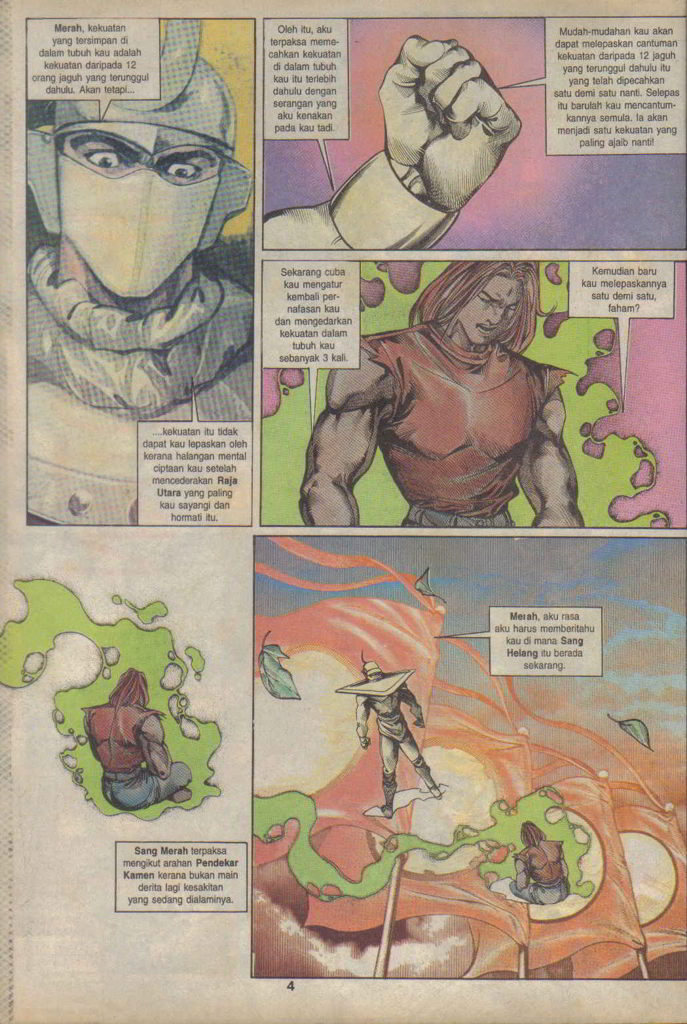 Merah, kekuatan
yang tersimpan di
dalam tubuh kau adalah
kekuatan daripada 12
orang jaguh yang terunggul
dahulu. Akan tetapi...
....kekuatan itu tidak
dapat kau lepaskan oleh
kerana halangan mental
ciptaan kau setelah
mencederakan Raja
Utara yang paling
kau sayangi dan
hormati itu.
Oleh itu, aku
terpaksa meme-
cahkan kekuatan
di dalam tubuh
kau itu terlebih
dahulu dengan
serangan yang
aku kenakan
pada kau tadi.
Mudah-mudahan kau akan
dapat melepaskan cantuman
kekuatan daripada 12 jaguh
yang terunggul dahulu itu
yang telah dipecahkan
satu demi satu nanti. Selepas
itu barulah kau mencantum-
kannya semula. Ia akan
menjadi satu kekuatan yang
paling ajaib nanti!
Sekarang cuba
kau mengatur
kembali per-
nafasan kau
dan mengedarkan
kekuatan dalam
tubuh kau
sebanyak 3 kali.
Kemudian baru
kau melepaskannya
satu demi satu,
faham?
Sang Merah terpaksa
mengikut arahan Pendekar
Kamen kerana bukan main
derita lagi kesakitan
yang sedang dialaminya.
Merah, aku rasa
aku harus memberitahu
kau di mana Sang
Helang itu berada
sekarang.
4